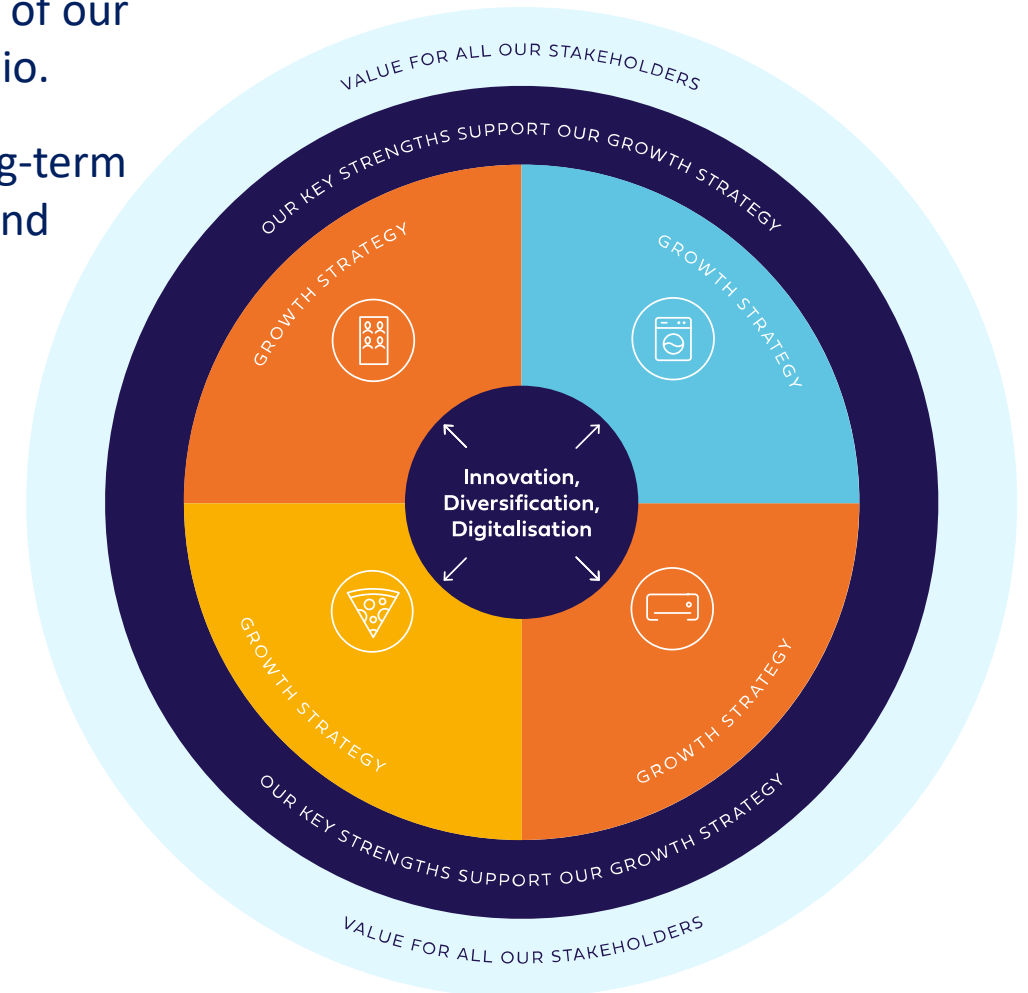 of our
io.
g-term
nd
VALUE FOR ALL OUR STAKEHOLDERS
OUR KEY STRENGTHS SUPPORT OUR GROWTH STRATEGY
GROWTH STRATEGY
GROWTH STRATEGY
Innovation,
Diversification,
Digitalisation
GROWTH STRATEGY
GROWTH STRATEGY
OUR KEY STRENGTHS SUPPORT OUR GROWTH STRATEGY
VALUE FOR ALL OUR STAKEHOLDERS